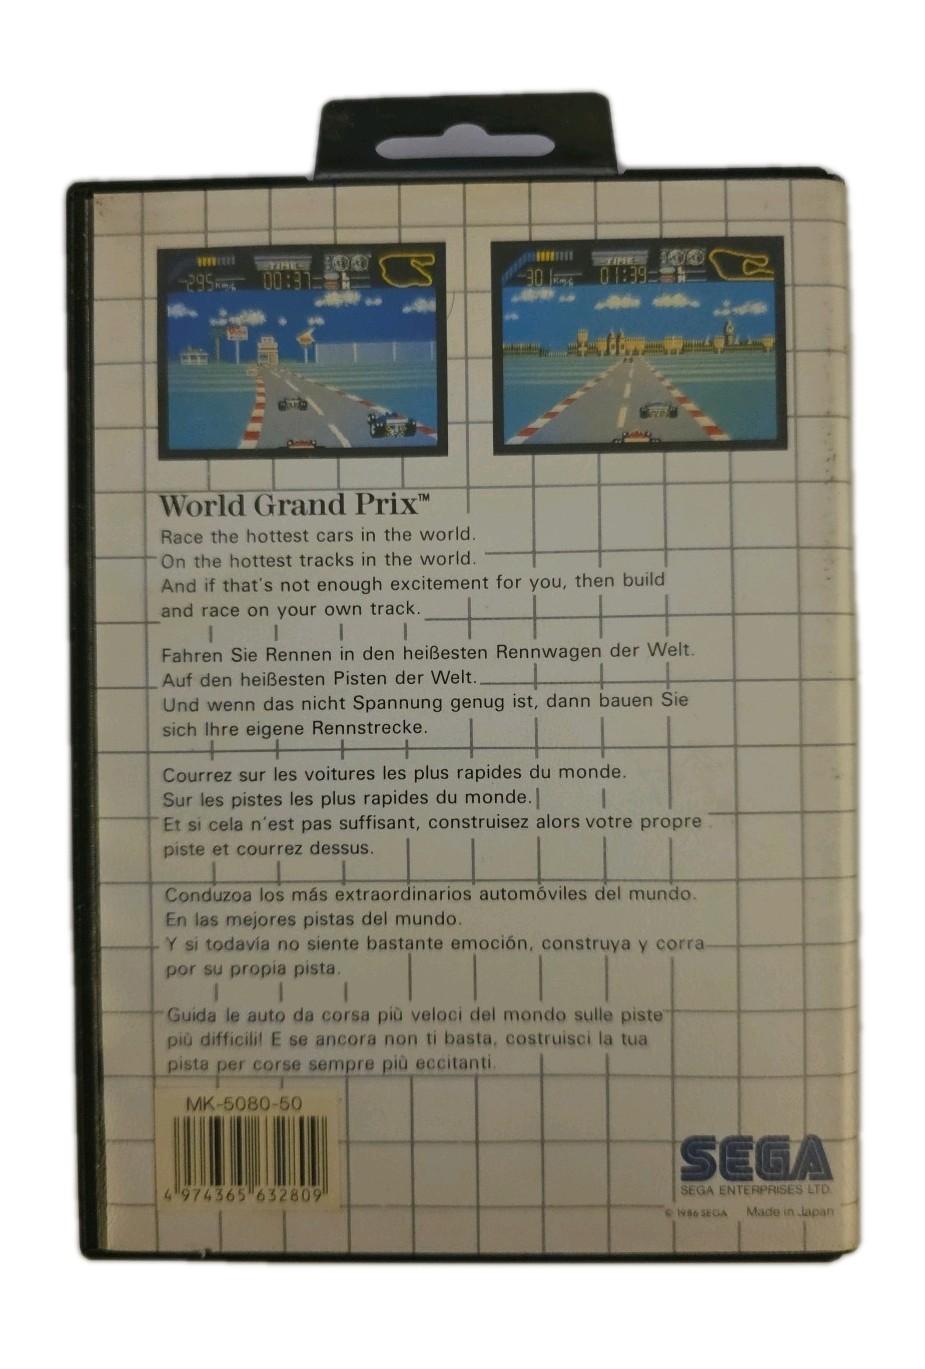 295 Km/h TIME 00:37
301 Km/h TIME 01:39
World Grand Prix™
Race the hottest cars in the world.
On the hottest tracks in the world.
And if that's not enough excitement for you, then build
and race on your own track.
Fahren Sie Rennen in den heißesten Rennwagen der Welt.
Auf den heißesten Pisten der Welt.
Und wenn das nicht Spannung genug ist, dann bauen Sie
sich Ihre eigene Rennstrecke.
Courrez sur les voitures les plus rapides du monde.
Sur les pistes les plus rapides du monde.
Et si cela n'est pas suffisant, construisez alors votre propre
piste et courrez dessus.
Conduzoa los más extraordinarios automóviles del mundo.
En las mejores pistas del mundo.
Y si todavía no siente bastante emoción, construya y corra
por su propia pista.
Guida le auto da corsa più veloci del mondo sulle piste
più difficili! E se ancora non ti basta, costruisci la tua
pista per corse sempre più eccitanti.
MK-5080-50
4 974365 632809
SEGA
SEGA ENTERPRISES LTD.
© 1986 SEGA Made in Japan